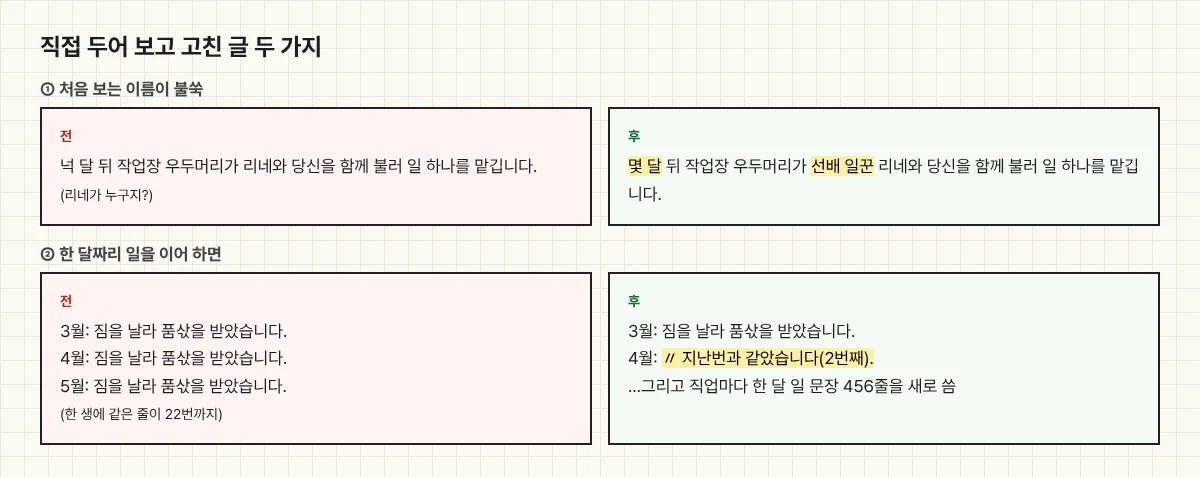 직접 두어 보고 고친 글 두 가지
① 처음 보는 이름이 불쑥
전
넉 달 뒤 작업장 우두머리가 리네와 당신을 함께 불러 일 하나를 맡깁니다.
(리네가 누구지?)
후
몇 달 뒤 작업장 우두머리가 선배 일꾼 리네와 당신을 함께 불러 일 하나를 맡깁
니다.
② 한 달짜리 일을 이어 하면
전
3월: 짐을 날라 품삯을 받았습니다.
4월: 짐을 날라 품삯을 받았습니다.
5월: 짐을 날라 품삯을 받았습니다.
(한 생에 같은 줄이 22번까지)
후
3월: 짐을 날라 품삯을 받았습니다.
4월: 〃 지난번과 같았습니다(2번째).
…그리고 직업마다 한 달 일 문장 456줄을 새로 씀